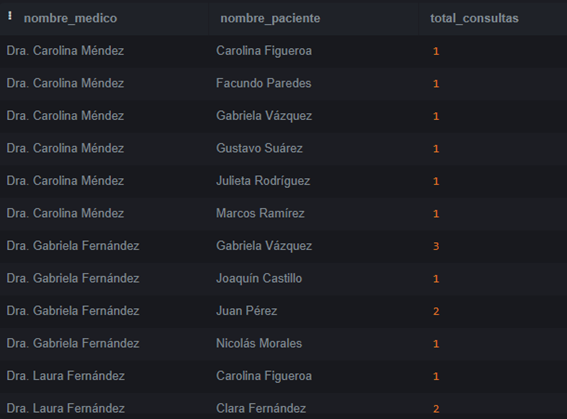 nombre_medico nombre_paciente total_consultas
Dra. Carolina Méndez Carolina Figueroa 1
Dra. Carolina Méndez Facundo Paredes 1
Dra. Carolina Méndez Gabriela Vázquez 1
Dra. Carolina Méndez Gustavo Suárez 1
Dra. Carolina Méndez Julieta Rodríguez 1
Dra. Carolina Méndez Marcos Ramírez 1
Dra. Gabriela Fernández Gabriela Vázquez 3
Dra. Gabriela Fernández Joaquín Castillo 1
Dra. Gabriela Fernández Juan Pérez 2
Dra. Gabriela Fernández Nicolás Morales 1
Dra. Laura Fernández Carolina Figueroa 1
Dra. Laura Fernández Clara Fernández 2